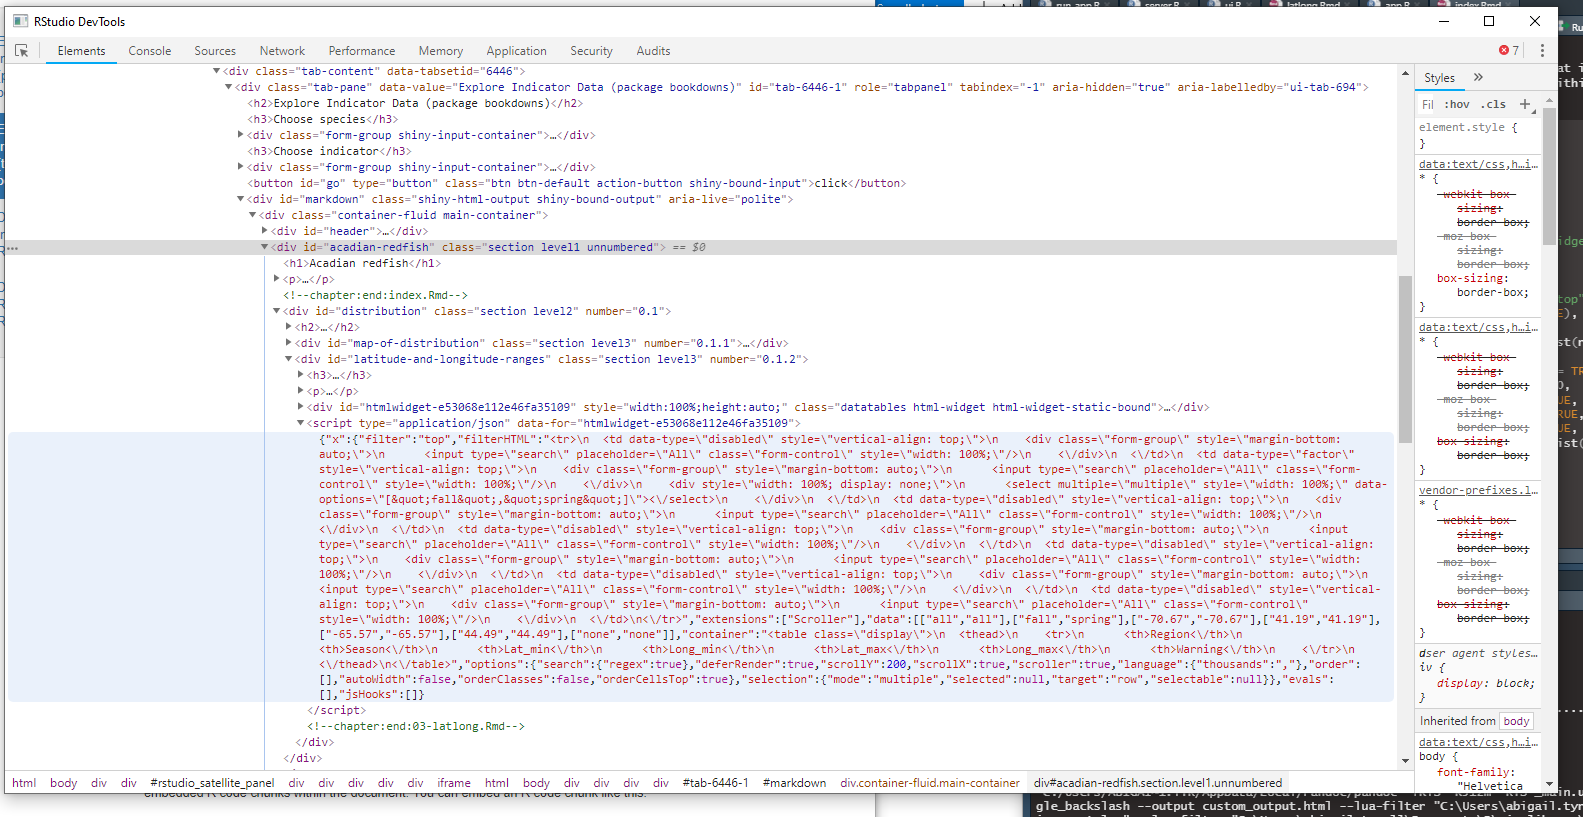 RStudio DevTools
Elements Console Sources Network Performance Memory Application Security Audits 7
<div class="tab-content" data-tabsetid="6446">
<div class="tab-pane" data-value="Explore Indicator Data (package bookdowns)" id="tab-6446-1" role="tabpanel" tabindex="-1" aria-hidden="true" aria-labelledby="ui-tab-694">
<h2>Explore Indicator Data (package bookdowns)</h2>
<h3>Choose species</h3>
<div class="form-group shiny-input-container">…</div>
<h3>Choose indicator</h3>
<div class="form-group shiny-input-container">…</div>
<button id="go" type="button" class="btn btn-default action-button shiny-bound-input">click</button>
<div id="markdown" class="shiny-html-output shiny-bound-output" aria-live="polite">
<div class="container-fluid main-container">
<div id="header">…</div>
<div id="acadian-redfish" class="section level1 unnumbered"> == $0
<h1>Acadian redfish</h1>
<p>…</p>
<!--chapter:end:index.Rmd-->
<div id="distribution" class="section level2" number="0.1">
<h2>…</h2>
<div id="map-of-distribution" class="section level3" number="0.1.1">…</div>
<div id="latitude-and-longitude-ranges" class="section level3" number="0.1.2">
<h3>…</h3>
<p>…</p>
<div id="htmlwidget-e53068e112e46fa35109" style="width:100%;height:auto;" class="datatables html-widget html-widget-static-bound">…</div>
<script type="application/json" data-for="htmlwidget-e53068e112e46fa35109">
{"x":{"filter":"top","filterHTML":"<tr>\n  <td data-type=\"disabled\" style=\"vertical-align: top;\">\n    <div class=\"form-group\" style=\"margin-bottom:
auto;\">\n      <input type=\"search\" placeholder=\"All\" class=\"form-control\" style=\"width: 100%;\"/>\n    <\/div>\n  <\/td>\n  <td data-type=\"factor\"
style=\"vertical-align: top;\">\n    <div class=\"form-group\" style=\"margin-bottom: auto;\">\n      <input type=\"search\" placeholder=\"All\" class=\"form-
control\" style=\"width: 100%;\"/>\n    <\/div>\n    <div style=\"width: 100%; display: none;\">\n      <select multiple=\"multiple\" style=\"width: 100%;\" data-
options=\"[&quot;fall&quot;,&quot;spring&quot;]\"><\/select>\n    <\/div>\n  <\/td>\n  <td data-type=\"disabled\" style=\"vertical-align: top;\">\n    <div
class=\"form-group\" style=\"margin-bottom: auto;\">\n      <input type=\"search\" placeholder=\"All\" class=\"form-control\" style=\"width: 100%;\"/>\n
<\/div>\n  <\/td>\n  <td data-type=\"disabled\" style=\"vertical-align: top;\">\n    <div class=\"form-group\" style=\"margin-bottom: auto;\">\n      <input
type=\"search\" placeholder=\"All\" class=\"form-control\" style=\"width: 100%;\"/>\n    <\/div>\n  <\/td>\n  <td data-type=\"disabled\" style=\"vertical-align:
top;\">\n    <div class=\"form-group\" style=\"margin-bottom: auto;\">\n      <input type=\"search\" placeholder=\"All\" class=\"form-control\" style=\"width:
100%;\"/>\n    <\/div>\n  <\/td>\n  <td data-type=\"disabled\" style=\"vertical-align: top;\">\n    <div class=\"form-group\" style=\"margin-bottom: auto;\">\n
<input type=\"search\" placeholder=\"All\" class=\"form-control\" style=\"width: 100%;\"/>\n    <\/div>\n  <\/td>\n  <td data-type=\"disabled\" style=\"vertical-
align: top;\">\n    <div class=\"form-group\" style=\"margin-bottom: auto;\">\n      <input type=\"search\" placeholder=\"All\" class=\"form-control\"
style=\"width: 100%;\"/>\n    <\/div>\n  <\/td>\n<\/tr>","extensions":["Scroller"],"data":[["all","all"],["fall","spring"],["-70.67","-70.67"],["41.19","41.19"],
["-65.57","-65.57"],["44.49","44.49"],["none","none"]],"container":"<table class=\"display\">\n  <thead>\n    <tr>\n      <th>Region<\/th>\n
<th>Season<\/th>\n      <th>Lat_min<\/th>\n      <th>Long_min<\/th>\n      <th>Lat_max<\/th>\n      <th>Long_max<\/th>\n      <th>Warning<\/th>\n    <\/tr>\n
<\/thead>\n<\/table>","options":{"search":{"regex":true},"deferRender":true,"scrollY":200,"scrollX":true,"scroller":true,"language":{"thousands":","},"order":
[],"autoWidth":false,"orderClasses":false,"orderCellsTop":true},"selection":{"mode":"multiple","selected":null,"target":"row","selectable":null}},"evals":
[],"jsHooks":[]}
</script>
<!--chapter:end:03-latlong.Rmd-->
</div>
</div>
html body div div #rstudio_satellite_panel div div div div iframe html body div div div div #tab-6446-1 #markdown div.container-fluid.main-container div#acadian-redfish.section.level1.unnumbered
Styles »
Fil :hov .cls +
element.style {
}
data:text/css,h…i…
* {
-webkit-box-
sizing:
border-box;
-moz-box-
sizing:
border-box;
box-sizing:
border-box;
}
data:text/css,h…i…
* {
-webkit-box-
sizing:
border-box;
-moz-box-
sizing:
border-box;
box-sizing:
border-box;
}
vendor-prefixes.l…
* {
-webkit-box-
sizing:
border-box;
-moz-box-
sizing:
border-box;
box-sizing:
border-box;
}
user agent styles…
div {
display: block;
}
Inherited from body
data:text/css,h…i…
body {
font-family:
"Helvetica
gle_backslash --output custom_output.html --lua-filter "C:\Users\abigail.tyr